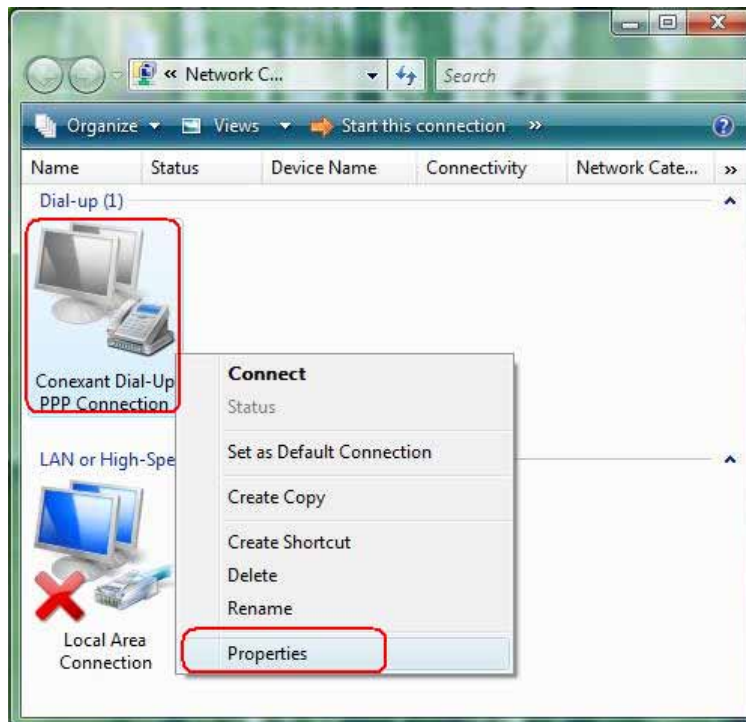 « Network C...
Search
Organize Views Start this connection »
Name Status Device Name Connectivity Network Cate... »
Dial-up (1)
Conexant Dial-Up
PPP Connection
Connect
Status
Set as Default Connection
Create Copy
Create Shortcut
Delete
Rename
Properties
LAN or High-Spe
Local Area
Connection